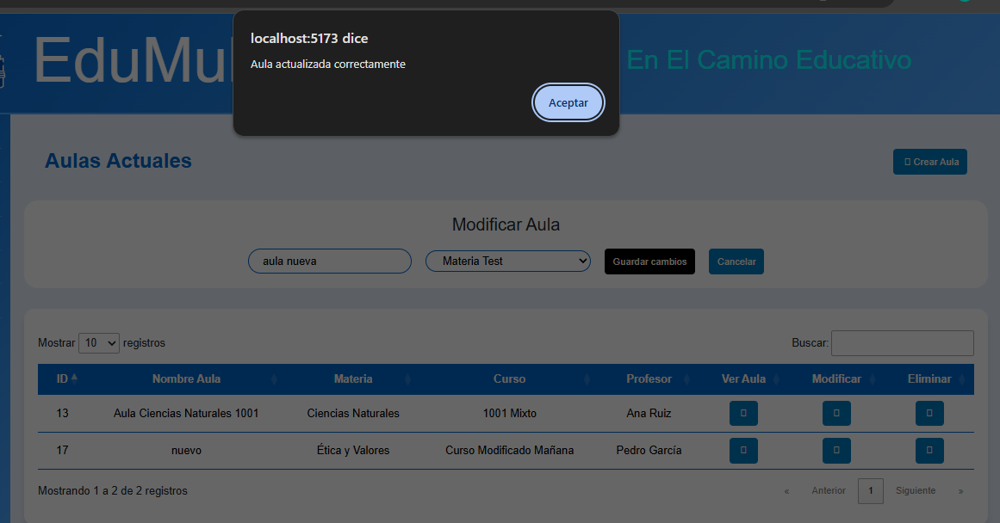 localhost:5173 dice
Aula actualizada correctamente
Aceptar
En El Camino Educativo
Aulas Actuales
Crear Aula
Modificar Aula
aula nueva
Materia Test
Guardar cambios
Cancelar
Mostrar 10 registros
Buscar:
ID Nombre Aula Materia Curso Profesor Ver Aula Modificar Eliminar
13 Aula Ciencias Naturales 1001 Ciencias Naturales 1001 Mixto Ana Ruiz
17 nuevo Ética y Valores Curso Modificado Mañana Pedro García
Mostrando 1 a 2 de 2 registros
« Anterior 1 Siguiente »